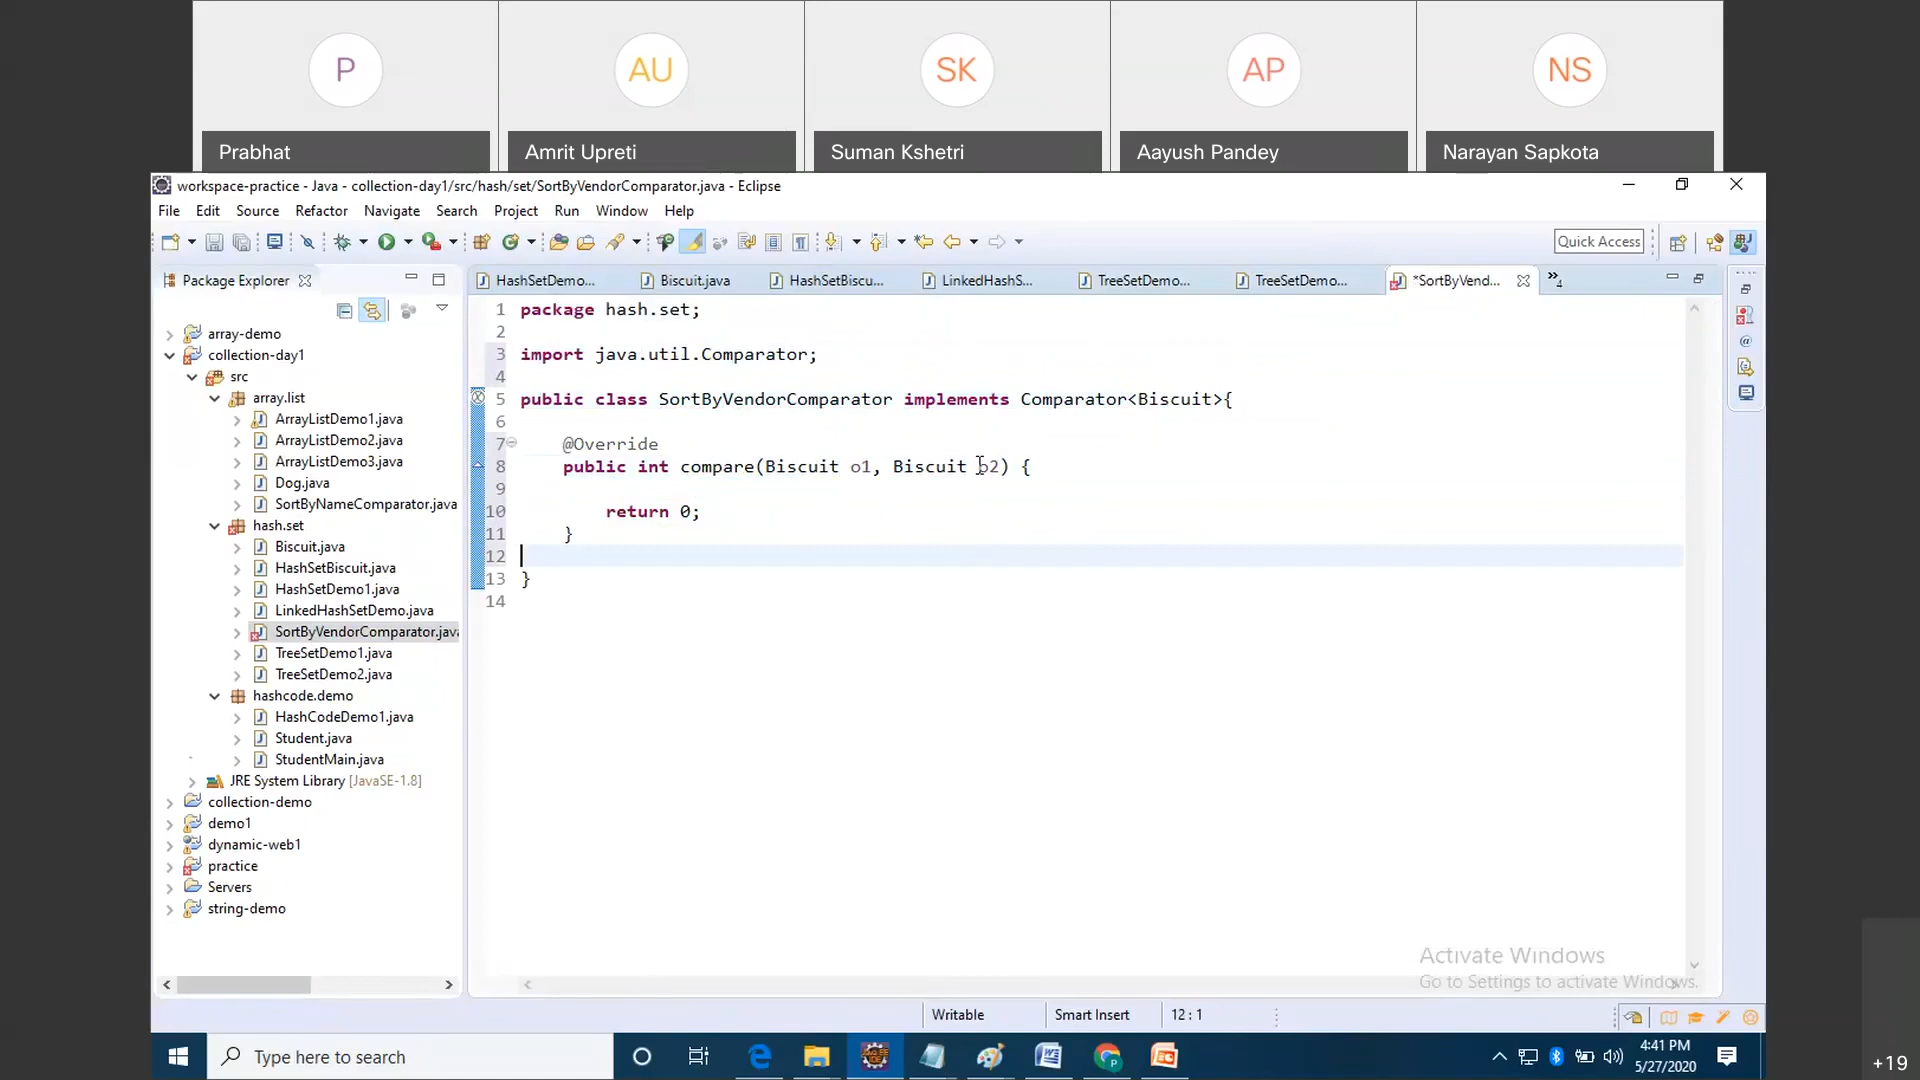 P AU SK AP NS
Prabhat Amrit Upreti Suman Kshetri Aayush Pandey Narayan Sapkota
workspace-practice - Java - collection-day1/src/hash/set/SortByVendorComparator.java - Eclipse
File Edit Source Refactor Navigate Search Project Run Window Help
Quick Access
Package Explorer
HashSetDemo... Biscuit.java HashSetBiscu... LinkedHashS... TreeSetDemo... TreeSetDemo... *SortByVend... »4
array-demo
collection-day1
src
array.list
ArrayListDemo1.java
ArrayListDemo2.java
ArrayListDemo3.java
Dog.java
SortByNameComparator.java
hash.set
Biscuit.java
HashSetBiscuit.java
HashSetDemo1.java
LinkedHashSetDemo.java
SortByVendorComparator.java
TreeSetDemo1.java
TreeSetDemo2.java
hashcode.demo
HashCodeDemo1.java
Student.java
StudentMain.java
JRE System Library [JavaSE-1.8]
collection-demo
demo1
dynamic-web1
practice
Servers
string-demo
1 package hash.set;
2
3 import java.util.Comparator;
4
5 public class SortByVendorComparator implements Comparator<Biscuit>{
6
7 @Override
8 public int compare(Biscuit o1, Biscuit o2) {
9
10 return 0;
11 }
12
13 }
14
Activate Windows
Go to Settings to activate Windows.
Writable Smart Insert 12 : 1
Type here to search
4:41 PM
5/27/2020
+19